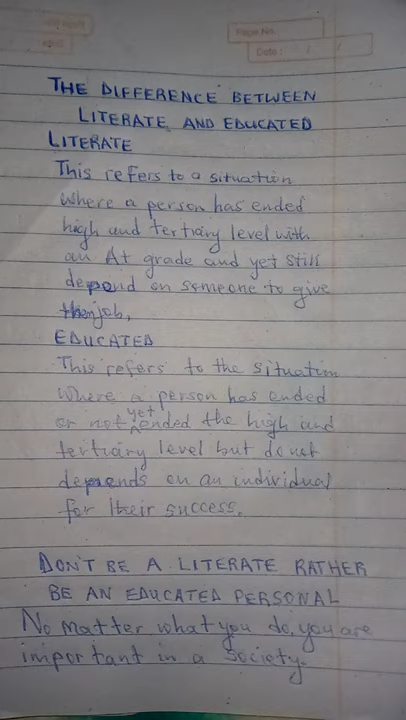 Page No.
Date: / /
THE DIFFERENCE BETWEEN
LITERATE AND EDUCATED
LITERATE
This refers to a situation
Where a person has ended
high and tertiary level with
an A+ grade and yet still
depend on someone to give
them job,
EDUCATED
This refers to the situation
Where a person has ended
or not yet ended the high and
tertiary level but do not
depends on an individual
for their success.
DON'T BE A LITERATE RATHER
BE AN EDUCATED PERSONAL
No matter what you do, you are
important in a society.